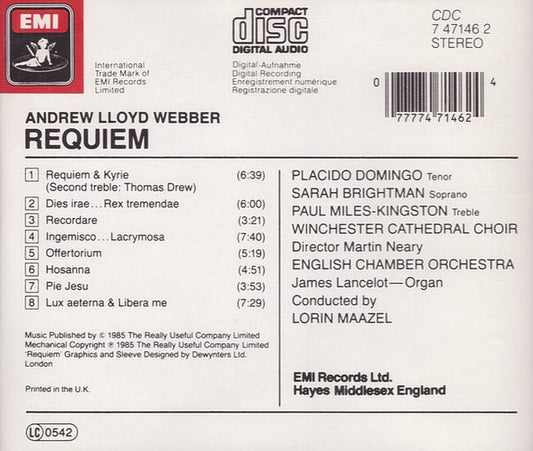 EMI
International
Trade Mark of
EMI Records
Limited
COMPACT
disc
DIGITAL AUDIO
Digital-Aufnahme
Digital Recording
Enregistrement numérique
Registrazione digitale
CDC
7 47146 2
STEREO
0 77774 71462 4
ANDREW LLOYD WEBBER
REQUIEM
1 Requiem & Kyrie (6:39)
(Second treble: Thomas Drew)
2 Dies irae...Rex tremendae (6:00)
3 Recordare (3:21)
4 Ingemisco...Lacrymosa (7:40)
5 Offertorium (5:19)
6 Hosanna (4:51)
7 Pie Jesu (3:53)
8 Lux aeterna & Libera me (7:29)
PLACIDO DOMINGO Tenor
SARAH BRIGHTMAN Soprano
PAUL MILES-KINGSTON Treble
WINCHESTER CATHEDRAL CHOIR
Director Martin Neary
ENGLISH CHAMBER ORCHESTRA
James Lancelot—Organ
Conducted by
LORIN MAAZEL
Music Published by © 1985 The Really Useful Company Limited
Mechanical Copyright ℗ 1985 The Really Useful Company Limited
'Requiem' Graphics and Sleeve Designed by Dewynters Ltd.
London
Printed in the U.K.
EMI Records Ltd.
Hayes Middlesex England
LC 0542